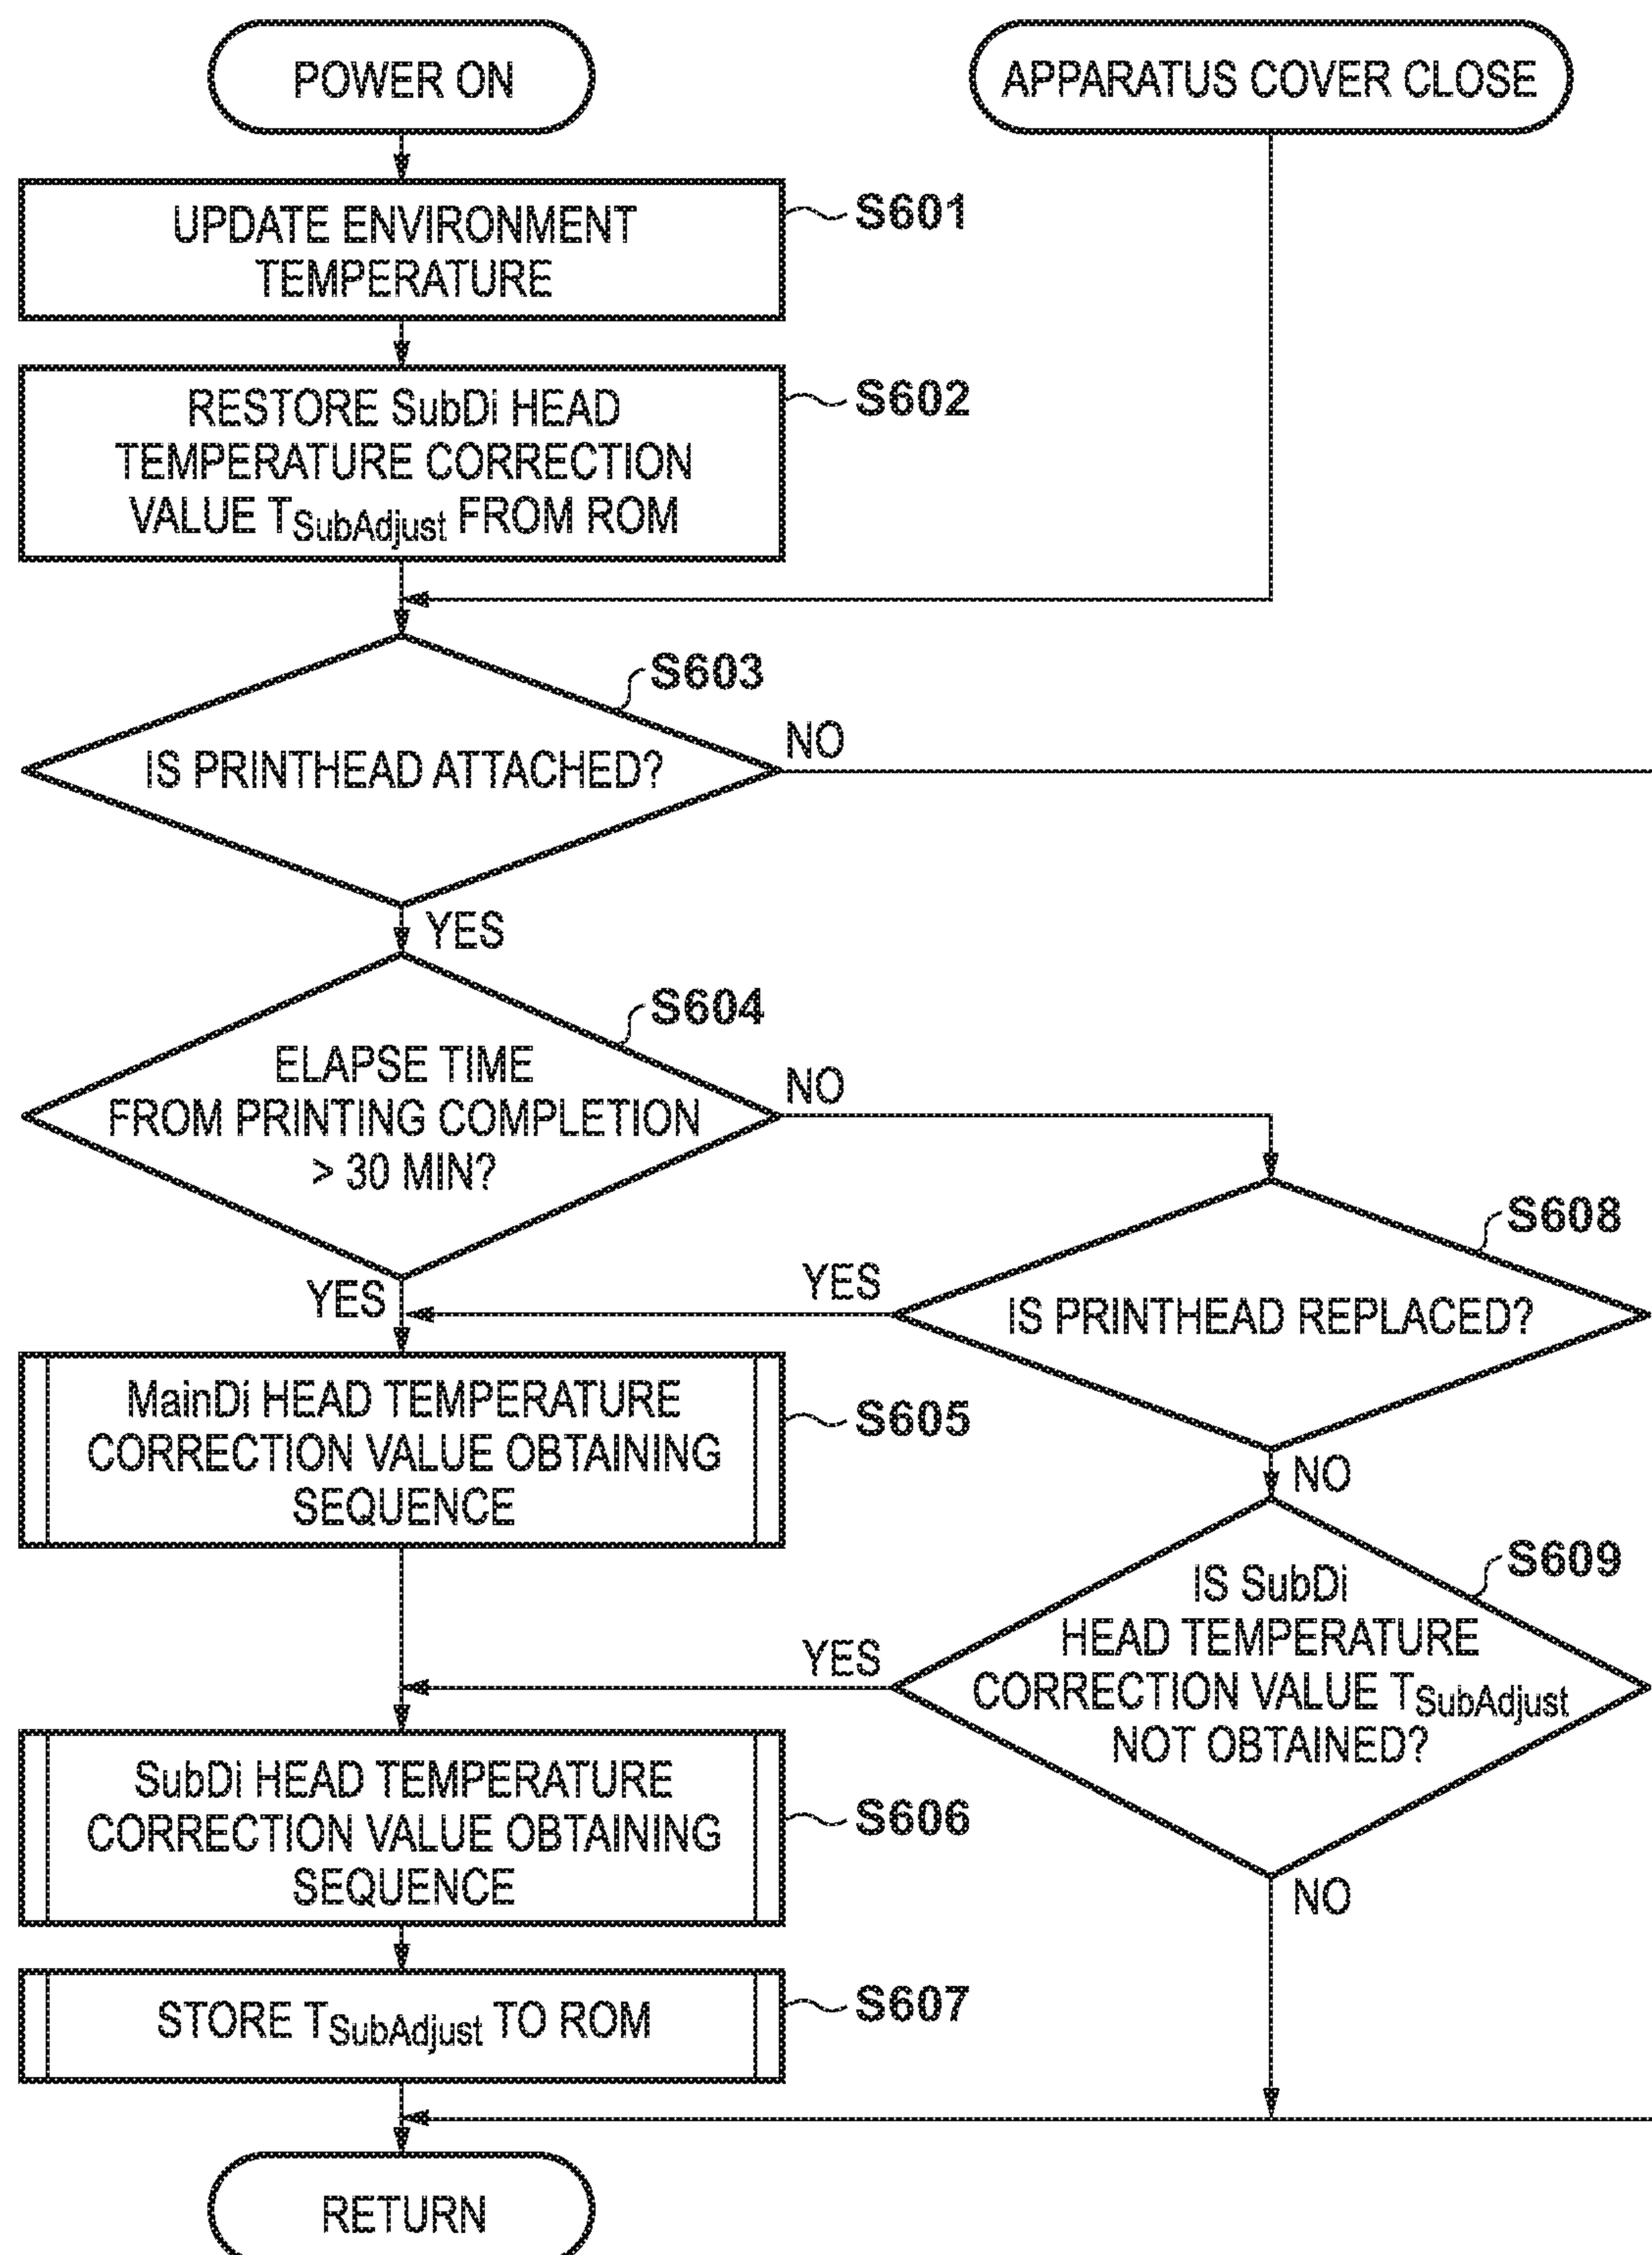 POWER ON
APPARATUS COVER CLOSE
UPDATE ENVIRONMENT
TEMPERATURE
S601
RESTORE SubDi HEAD
TEMPERATURE CORRECTION
VALUE TSubAdjust FROM ROM
S602
S603
IS PRINTHEAD ATTACHED?
NO
YES
S604
ELAPSE TIME
FROM PRINTING COMPLETION
> 30 MIN?
NO
YES
S608
IS PRINTHEAD REPLACED?
YES
NO
MainDi HEAD TEMPERATURE
CORRECTION VALUE OBTAINING
SEQUENCE
S605
S609
IS SubDi
HEAD TEMPERATURE
CORRECTION VALUE TSubAdjust
NOT OBTAINED?
YES
NO
SubDi HEAD TEMPERATURE
CORRECTION VALUE OBTAINING
SEQUENCE
S606
STORE TSubAdjust TO ROM
S607
RETURN